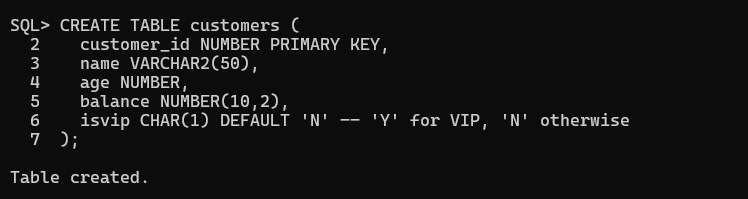 SQL> CREATE TABLE customers (
  2    customer_id NUMBER PRIMARY KEY,
  3    name VARCHAR2(50),
  4    age NUMBER,
  5    balance NUMBER(10,2),
  6    isvip CHAR(1) DEFAULT 'N' -- 'Y' for VIP, 'N' otherwise
  7  );
Table created.